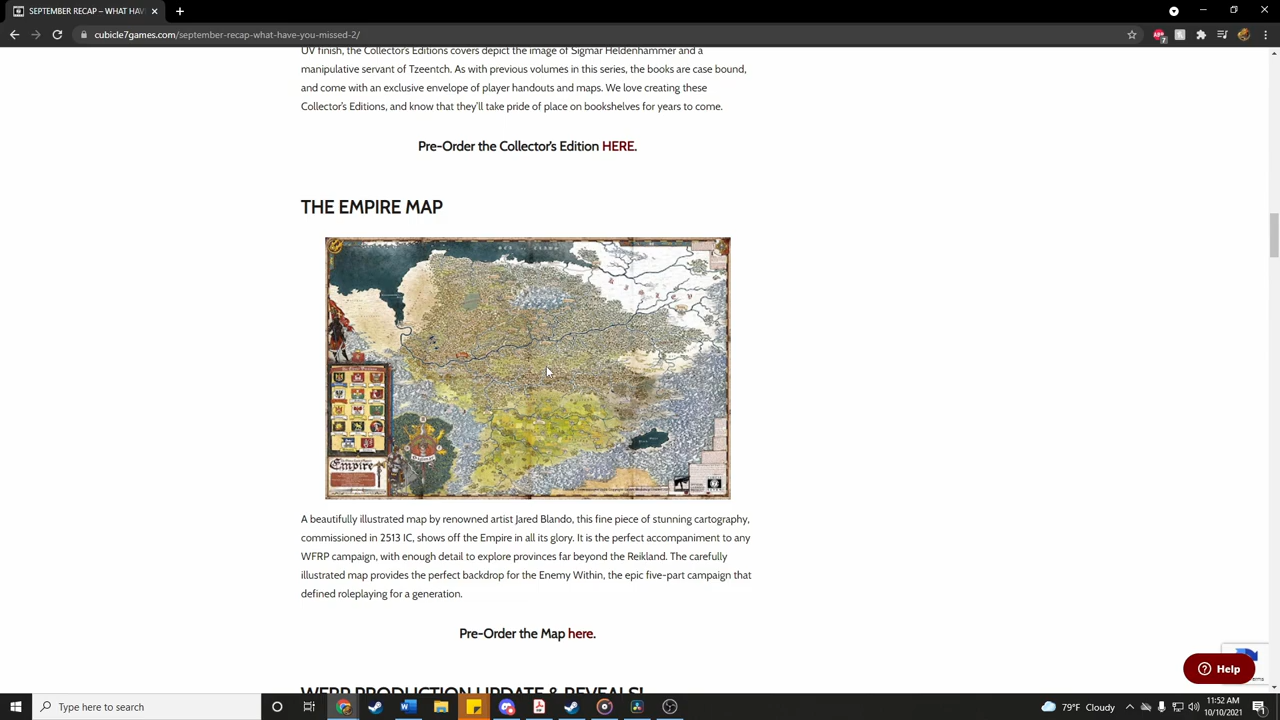 SEPTEMBER RECAP – WHAT HAV
cubicle7games.com/september-recap-what-have-you-missed-2/
UV finish, the Collector's Editions covers depict the image of Sigmar Heldenhammer and a
manipulative servant of Tzeentch. As with previous volumes in this series, the books are case bound,
and come with an exclusive envelope of player handouts and maps. We love creating these
Collector's Editions, and know that they'll take pride of place on bookshelves for years to come.
Pre-Order the Collector's Edition HERE.
THE EMPIRE MAP
Empire
A beautifully illustrated map by renowned artist Jared Blando, this fine piece of stunning cartography,
commissioned in 2513 IC, shows off the Empire in all its glory. It is the perfect accompaniment to any
WFRP campaign, with enough detail to explore provinces far beyond the Reikland. The carefully
illustrated map provides the perfect backdrop for the Enemy Within, the epic five-part campaign that
defined roleplaying for a generation.
Pre-Order the Map here.
WFRP PRODUCTION UPDATE & REVEALS!
Help
Type here to search
79°F Cloudy
11:52 AM
10/10/2021